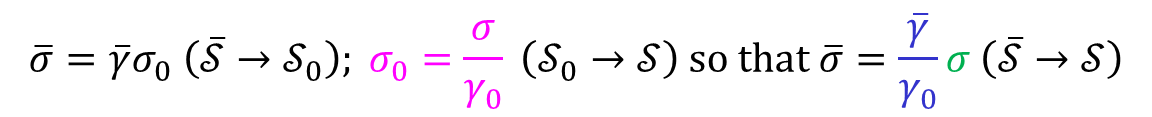 σ̄ = γ̄σ₀ (𝒮̄ → 𝒮₀); σ₀ = σ/γ₀ (𝒮₀ → 𝒮) so that σ̄ = γ̄/γ₀ σ (𝒮̄ → 𝒮)